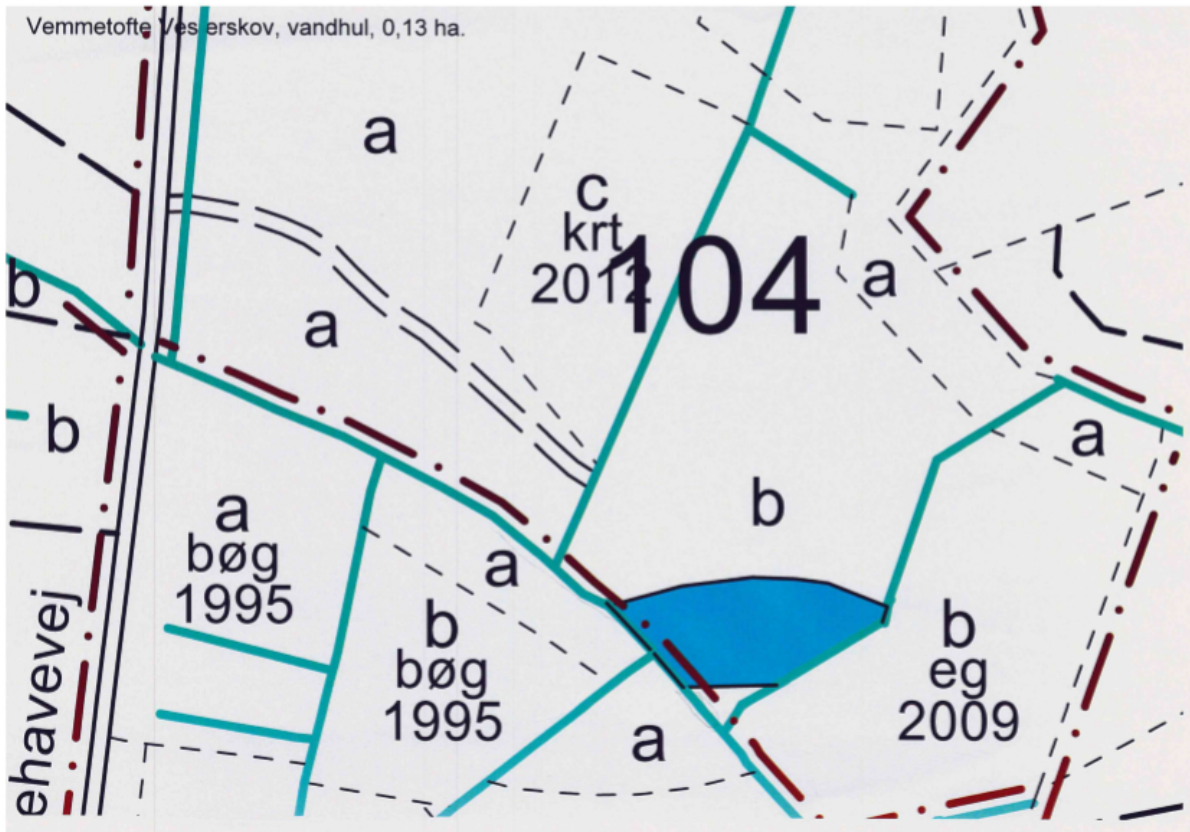 Vemmetofte Vesterskov, vandhul, 0,13 ha.
a
c
krt
2012
104
a
b
a
b
a
a
bøg
1995
b
a
b
bøg
1995
b
eg
2009
a
ehavevej